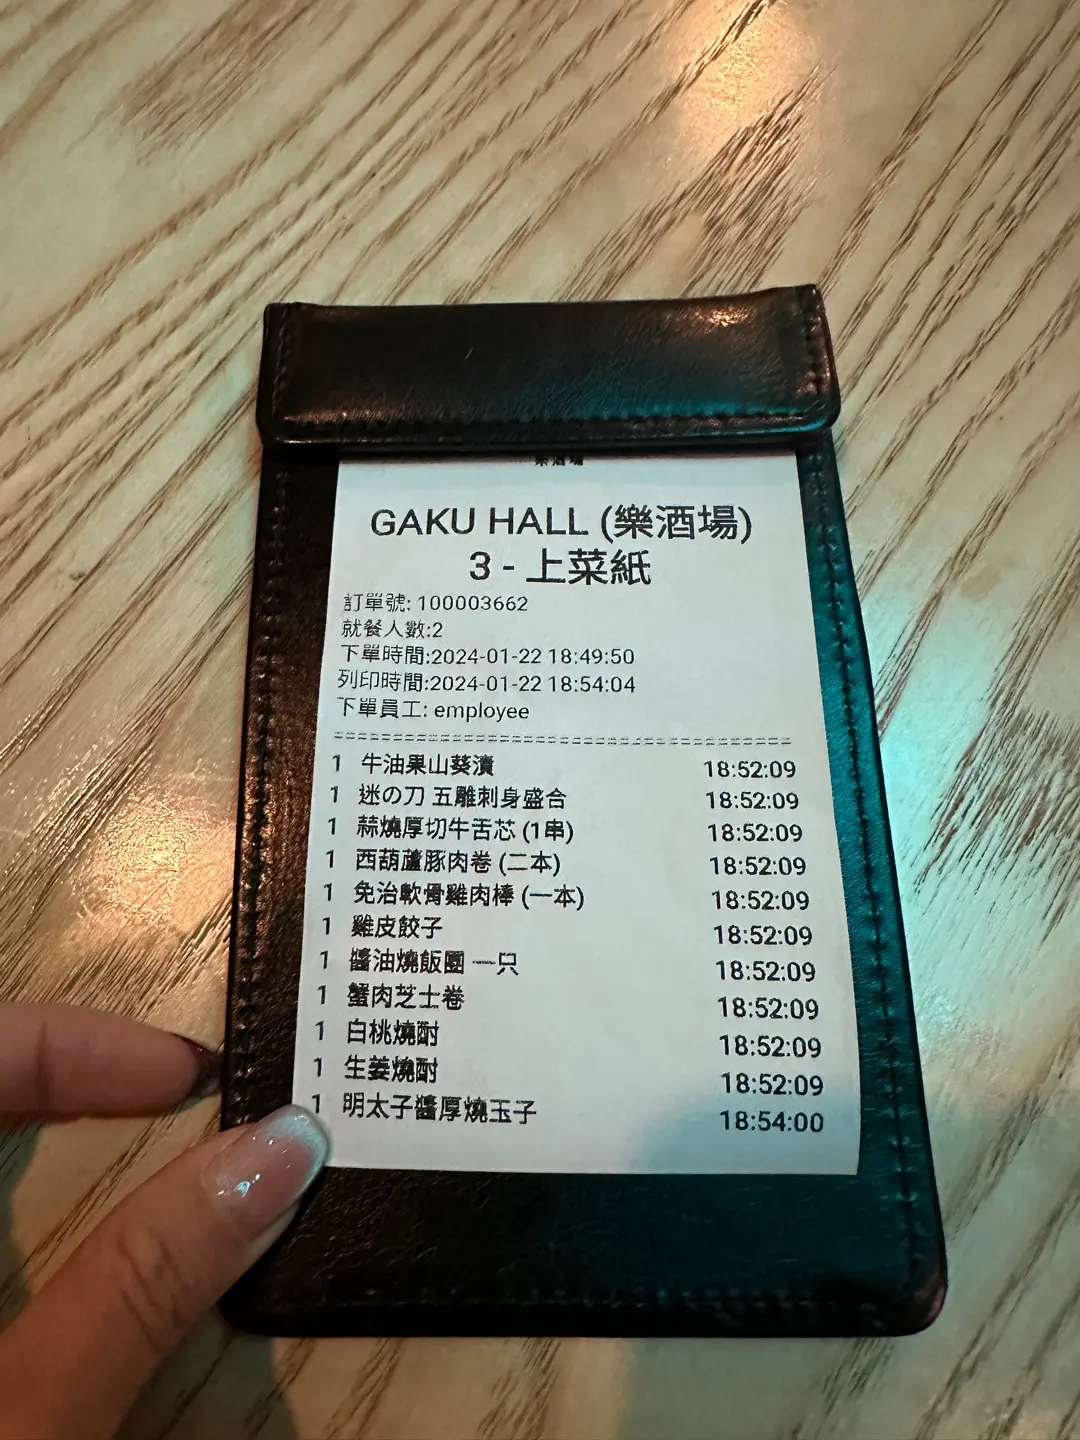 樂酒場
GAKU HALL (樂酒場)
3 - 上菜紙
訂單號: 100003662
就餐人數:2
下單時間:2024-01-22 18:49:50
列印時間:2024-01-22 18:54:04
下單員工: employee
1 牛油果山葵漬 18:52:09
1 迷の刀 五雕刺身盛合 18:52:09
1 蒜燒厚切牛舌芯 (1串) 18:52:09
1 西葫蘆豚肉卷 (二本) 18:52:09
1 免治軟骨雞肉棒 (一本) 18:52:09
1 雞皮餃子 18:52:09
1 醬油燒飯團 一只 18:52:09
1 蟹肉芝士卷 18:52:09
1 白桃燒酎 18:52:09
1 生姜燒酎 18:52:09
1 明太子醬厚燒玉子 18:54:00